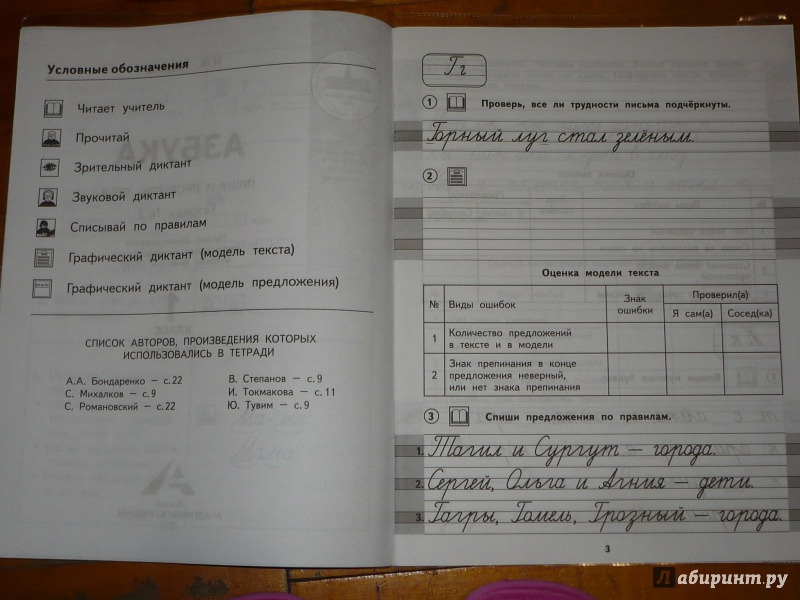 Условные обозначения
Читает учитель
Прочитай
Зрительный диктант
Звуковой диктант
Списывай по правилам
Графический диктант (модель текста)
Графический диктант (модель предложения)
СПИСОК АВТОРОВ, ПРОИЗВЕДЕНИЯ КОТОРЫХ
ИСПОЛЬЗОВАЛИСЬ В ТЕТРАДИ
А.А. Бондаренко – с.22
С. Михалков – с.9
С. Романовский – с.22
В. Степанов – с.9
И. Токмакова – с.11
Ю. Тувим – с.9
Гг
1 Проверь, все ли трудности письма подчёркнуты.
Горный луг стал зелёным.
2
Оценка модели текста
№ Виды ошибок Знак ошибки Проверил(а)
Я сам(а) Сосед(ка)
1 Количество предложений
в тексте и в модели
2 Знак препинания в конце
предложения неверный,
или нет знака препинания
3 Спиши предложения по правилам.
1. Тагил и Сургут – города.
2. Сергей, Ольга и Агния – дети.
3. Гагры, Гомель, Грозный – города.
3
Лабиринт.ру